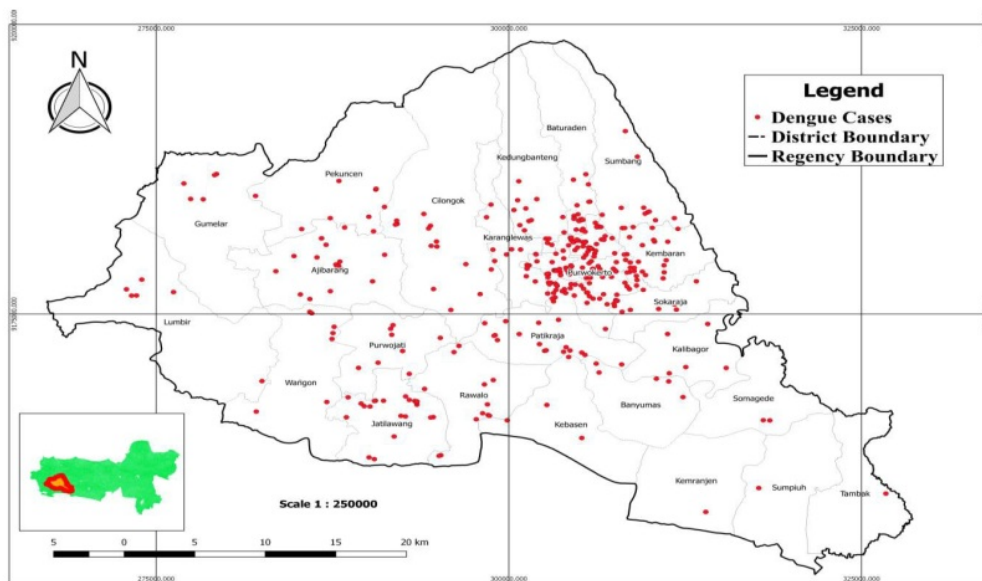 275000.000 300000.000 325000.000
N
Legend
Dengue Cases
District Boundary
Regency Boundary
Baturaden
Kedungbanteng
Sumbang
Pekuncen
Cilongok
Gumelar
Karanglewas
Kembaran
Ajibarang
Purwokerto
Sokaraja
Lumbir
Patikraja
Purwojati
Kalibagor
Wangon
Rawalo
Banyumas
Somagede
Jatilawang
Kebasen
Kemranjen
Sumpiuh
Tambak
Scale 1 : 250000
5 0 5 10 15 20 km
275000.000 300000.000 325000.000